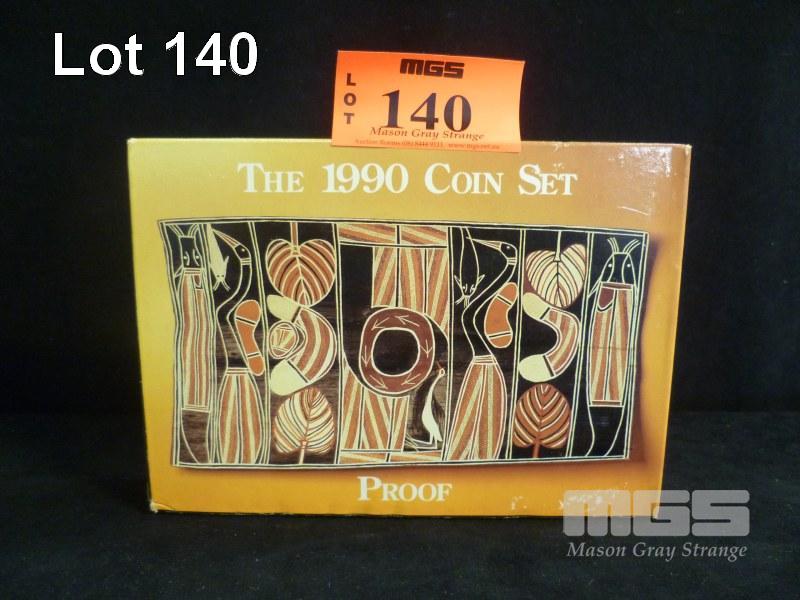 Lot 140
LOT
MGS
140
Mason Gray Strange
THE 1990 COIN SET
PROOF
MGS
Mason Gray Strange